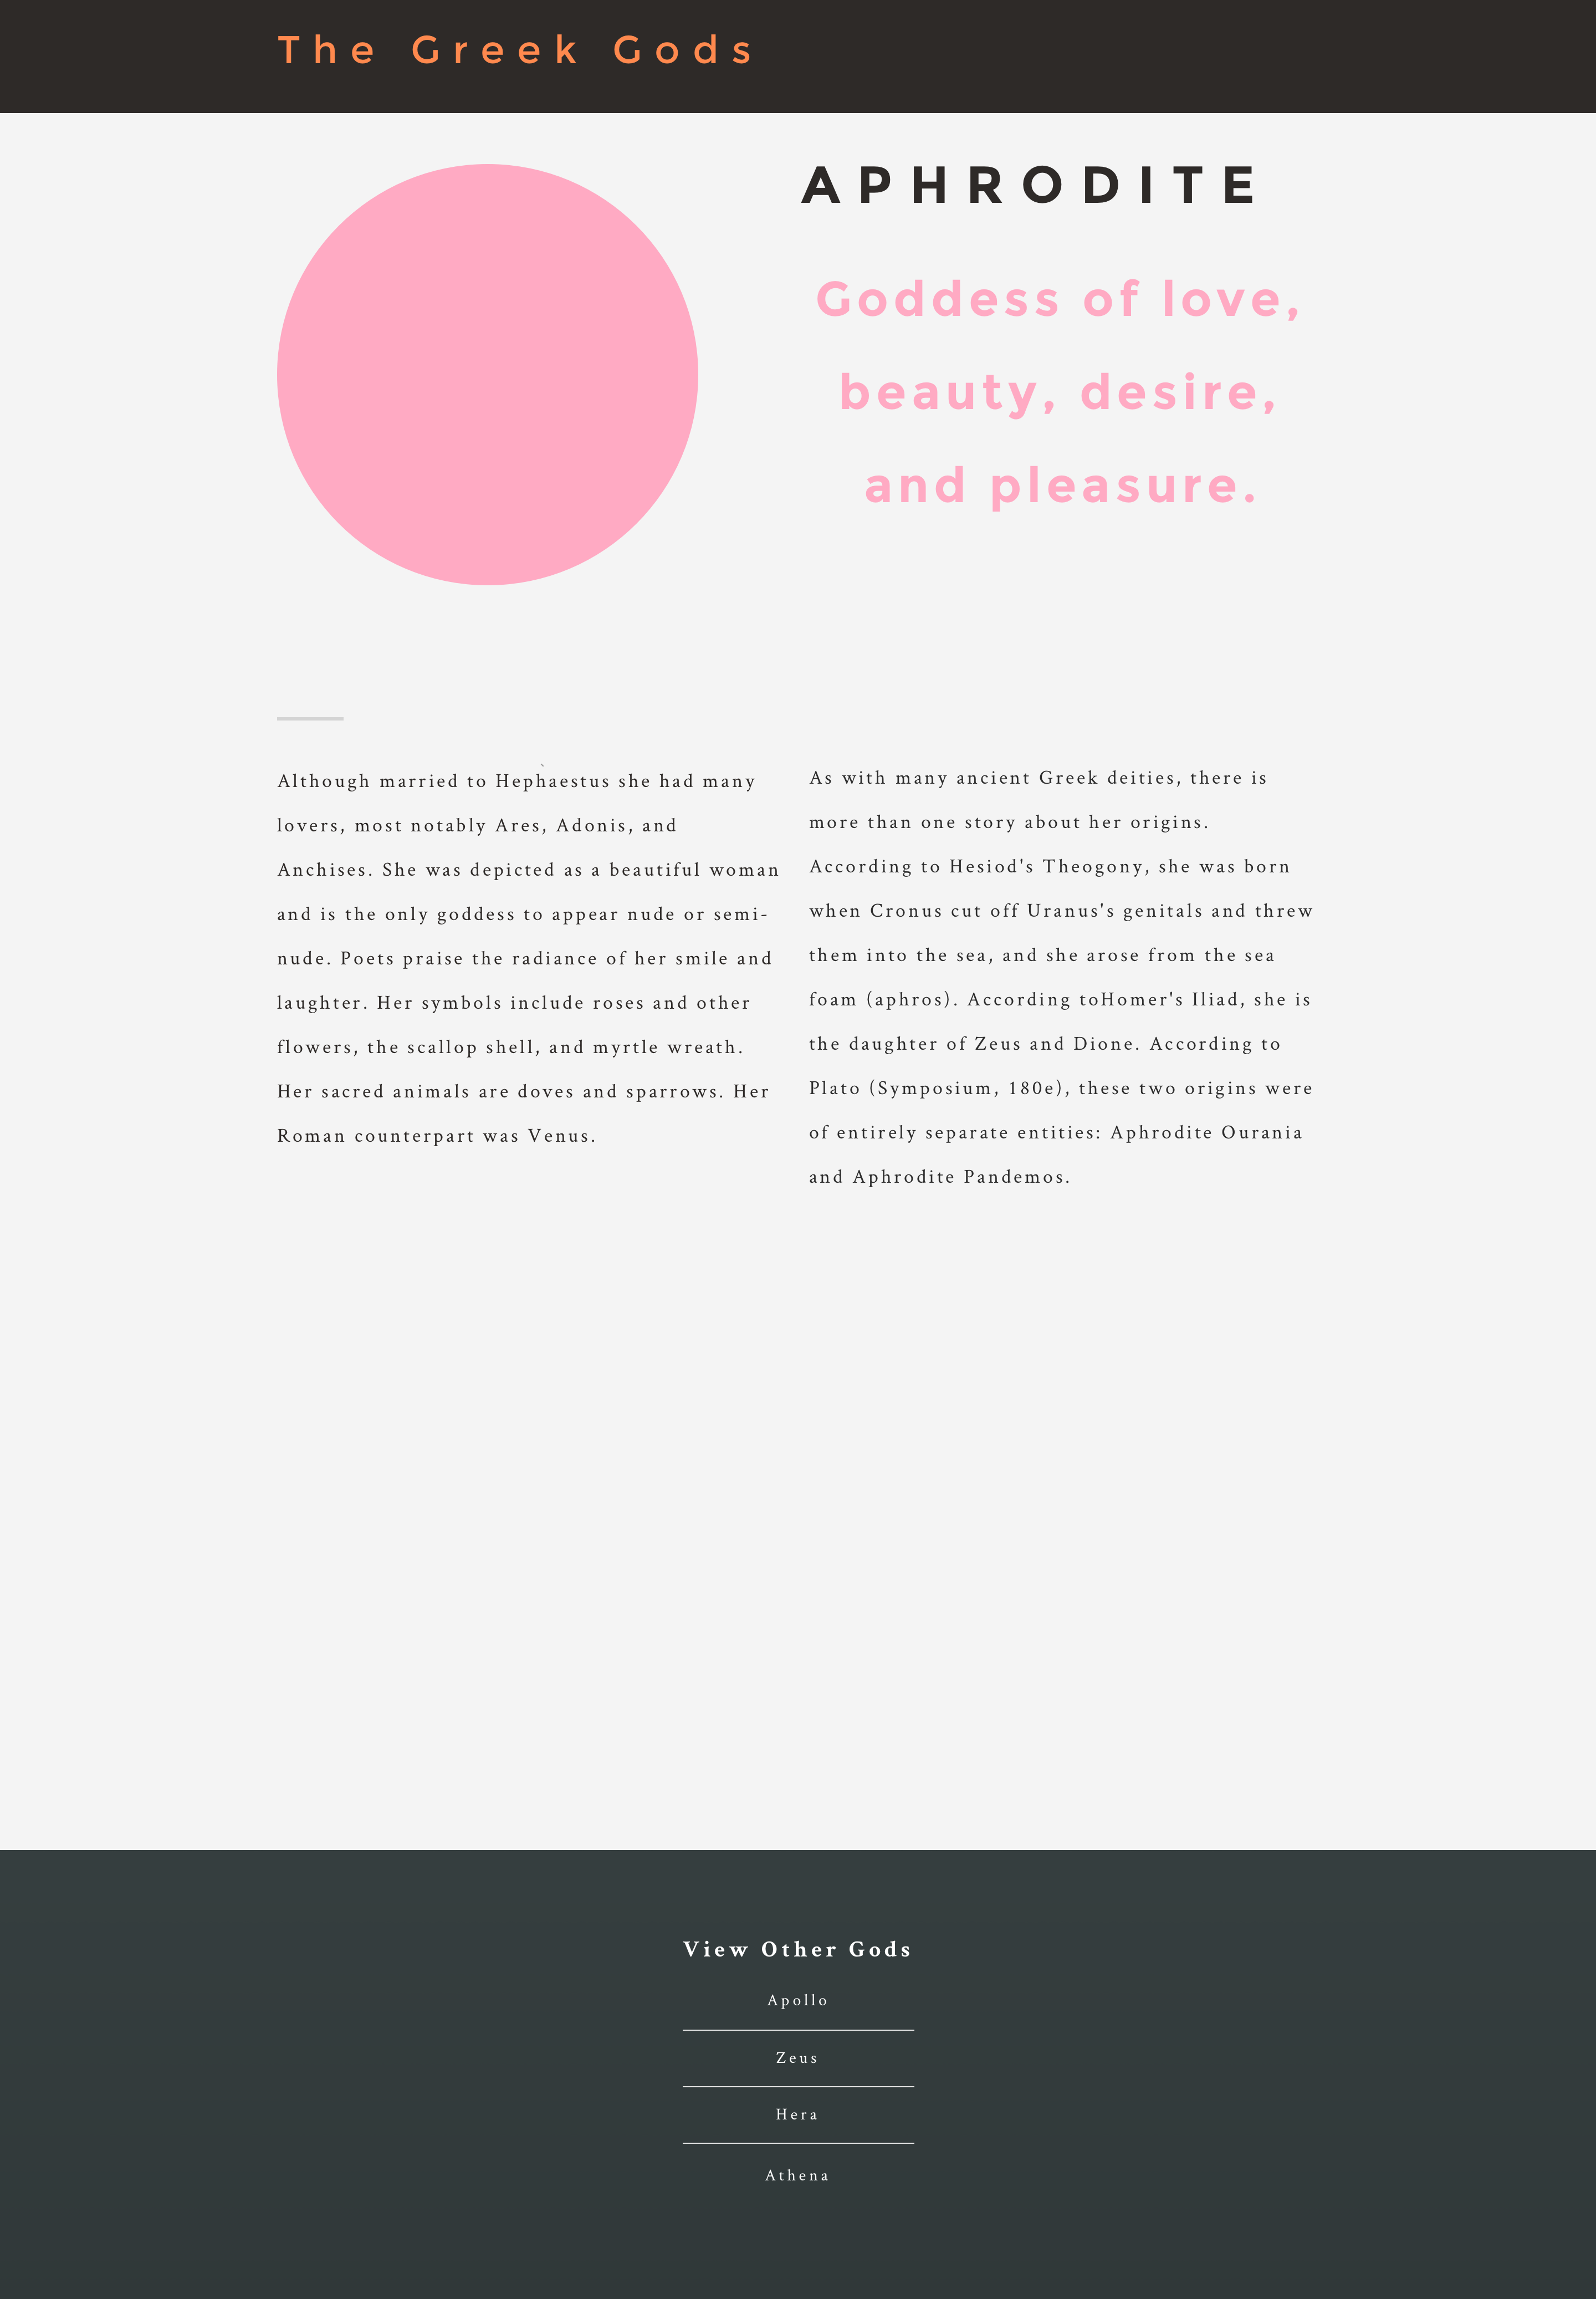 The Greek Gods
APHRODITE
Goddess of love,
beauty, desire,
and pleasure.
`
Although married to Hephaestus she had many
lovers, most notably Ares, Adonis, and
Anchises. She was depicted as a beautiful woman
and is the only goddess to appear nude or semi-
nude. Poets praise the radiance of her smile and
laughter. Her symbols include roses and other
flowers, the scallop shell, and myrtle wreath.
Her sacred animals are doves and sparrows. Her
Roman counterpart was Venus.
As with many ancient Greek deities, there is
more than one story about her origins.
According to Hesiod's Theogony, she was born
when Cronus cut off Uranus's genitals and threw
them into the sea, and she arose from the sea
foam (aphros). According toHomer's Iliad, she is
the daughter of Zeus and Dione. According to
Plato (Symposium, 180e), these two origins were
of entirely separate entities: Aphrodite Ourania
and Aphrodite Pandemos.
View Other Gods
Apollo
Zeus
Hera
Athena